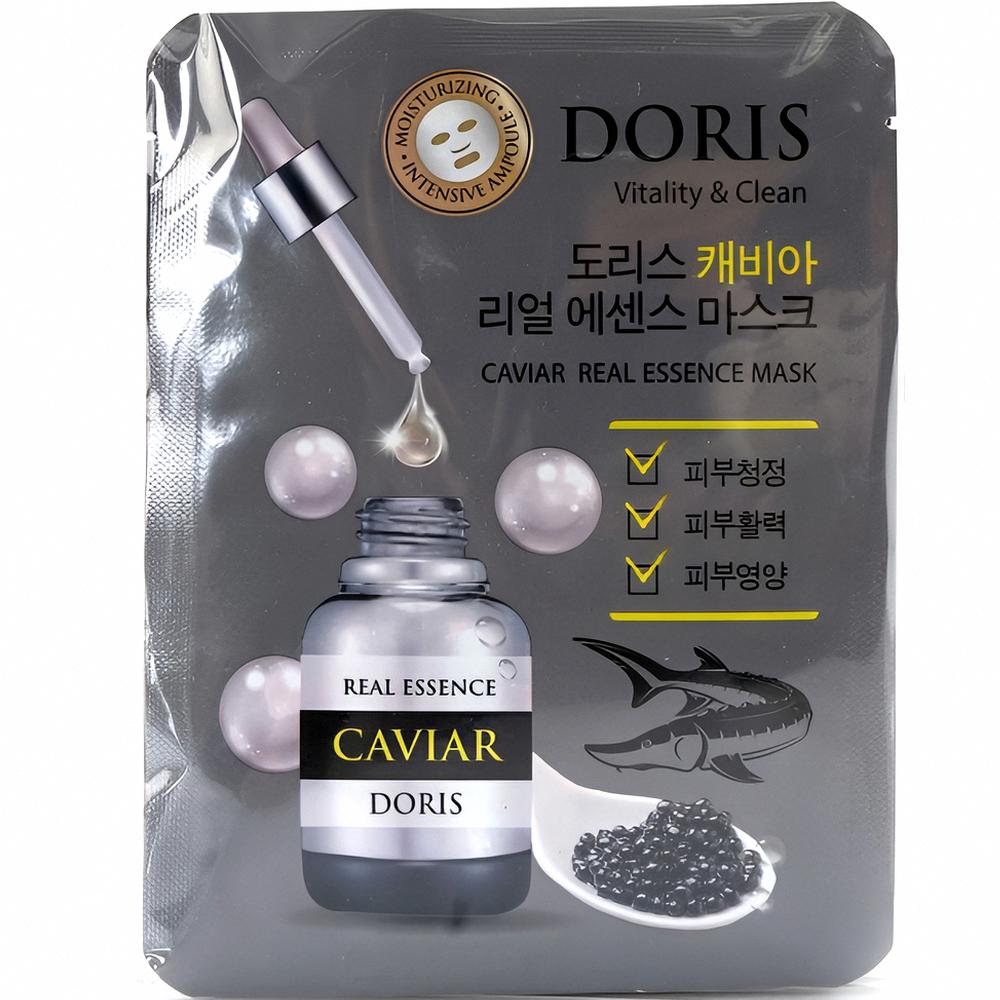 MOISTURIZING • INTENSIVE AMPOULE •
DORIS
Vitality & Clean
도리스 캐비아
리얼 에센스 마스크
CAVIAR REAL ESSENCE MASK
피부청정
피부활력
피부영양
REAL ESSENCE
CAVIAR
DORIS